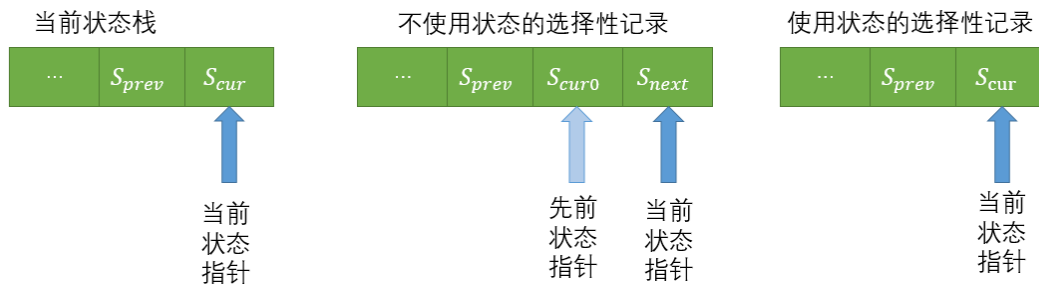 当前状态栈
不使用状态的选择性记录
使用状态的选择性记录
… S_prev S_cur
… S_prev S_cur0 S_next
… S_prev S_cur
当前
状态
指针
先前
状态
指针
当前
状态
指针
当前
状态
指针